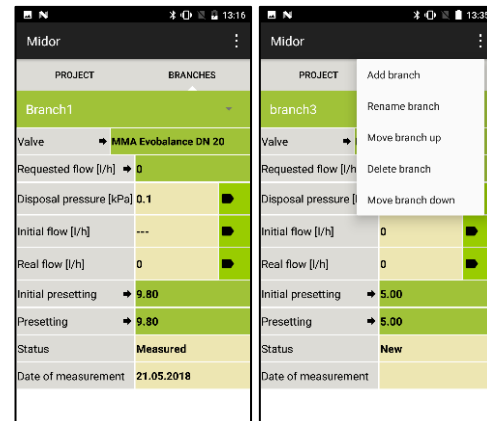 13:16
Midor
PROJECT BRANCHES
Branch1
Valve MMA Evobalance DN 20
Requested flow [l/h] 0
Disposal pressure [kPa] 0.1
Initial flow [l/h] ---
Real flow [l/h] 0
Initial presetting 9.80
Presetting 9.80
Status Measured
Date of measurement 21.05.2018
13:35
Midor
PROJECT
Add branch
Rename branch
Move branch up
Delete branch
Move branch down
branch3
Valve
Requested flow [l/h]
Disposal pressure [
Initial flow [l/h] 0
Real flow [l/h] 0
Initial presetting 5.00
Presetting 5.00
Status New
Date of measurement